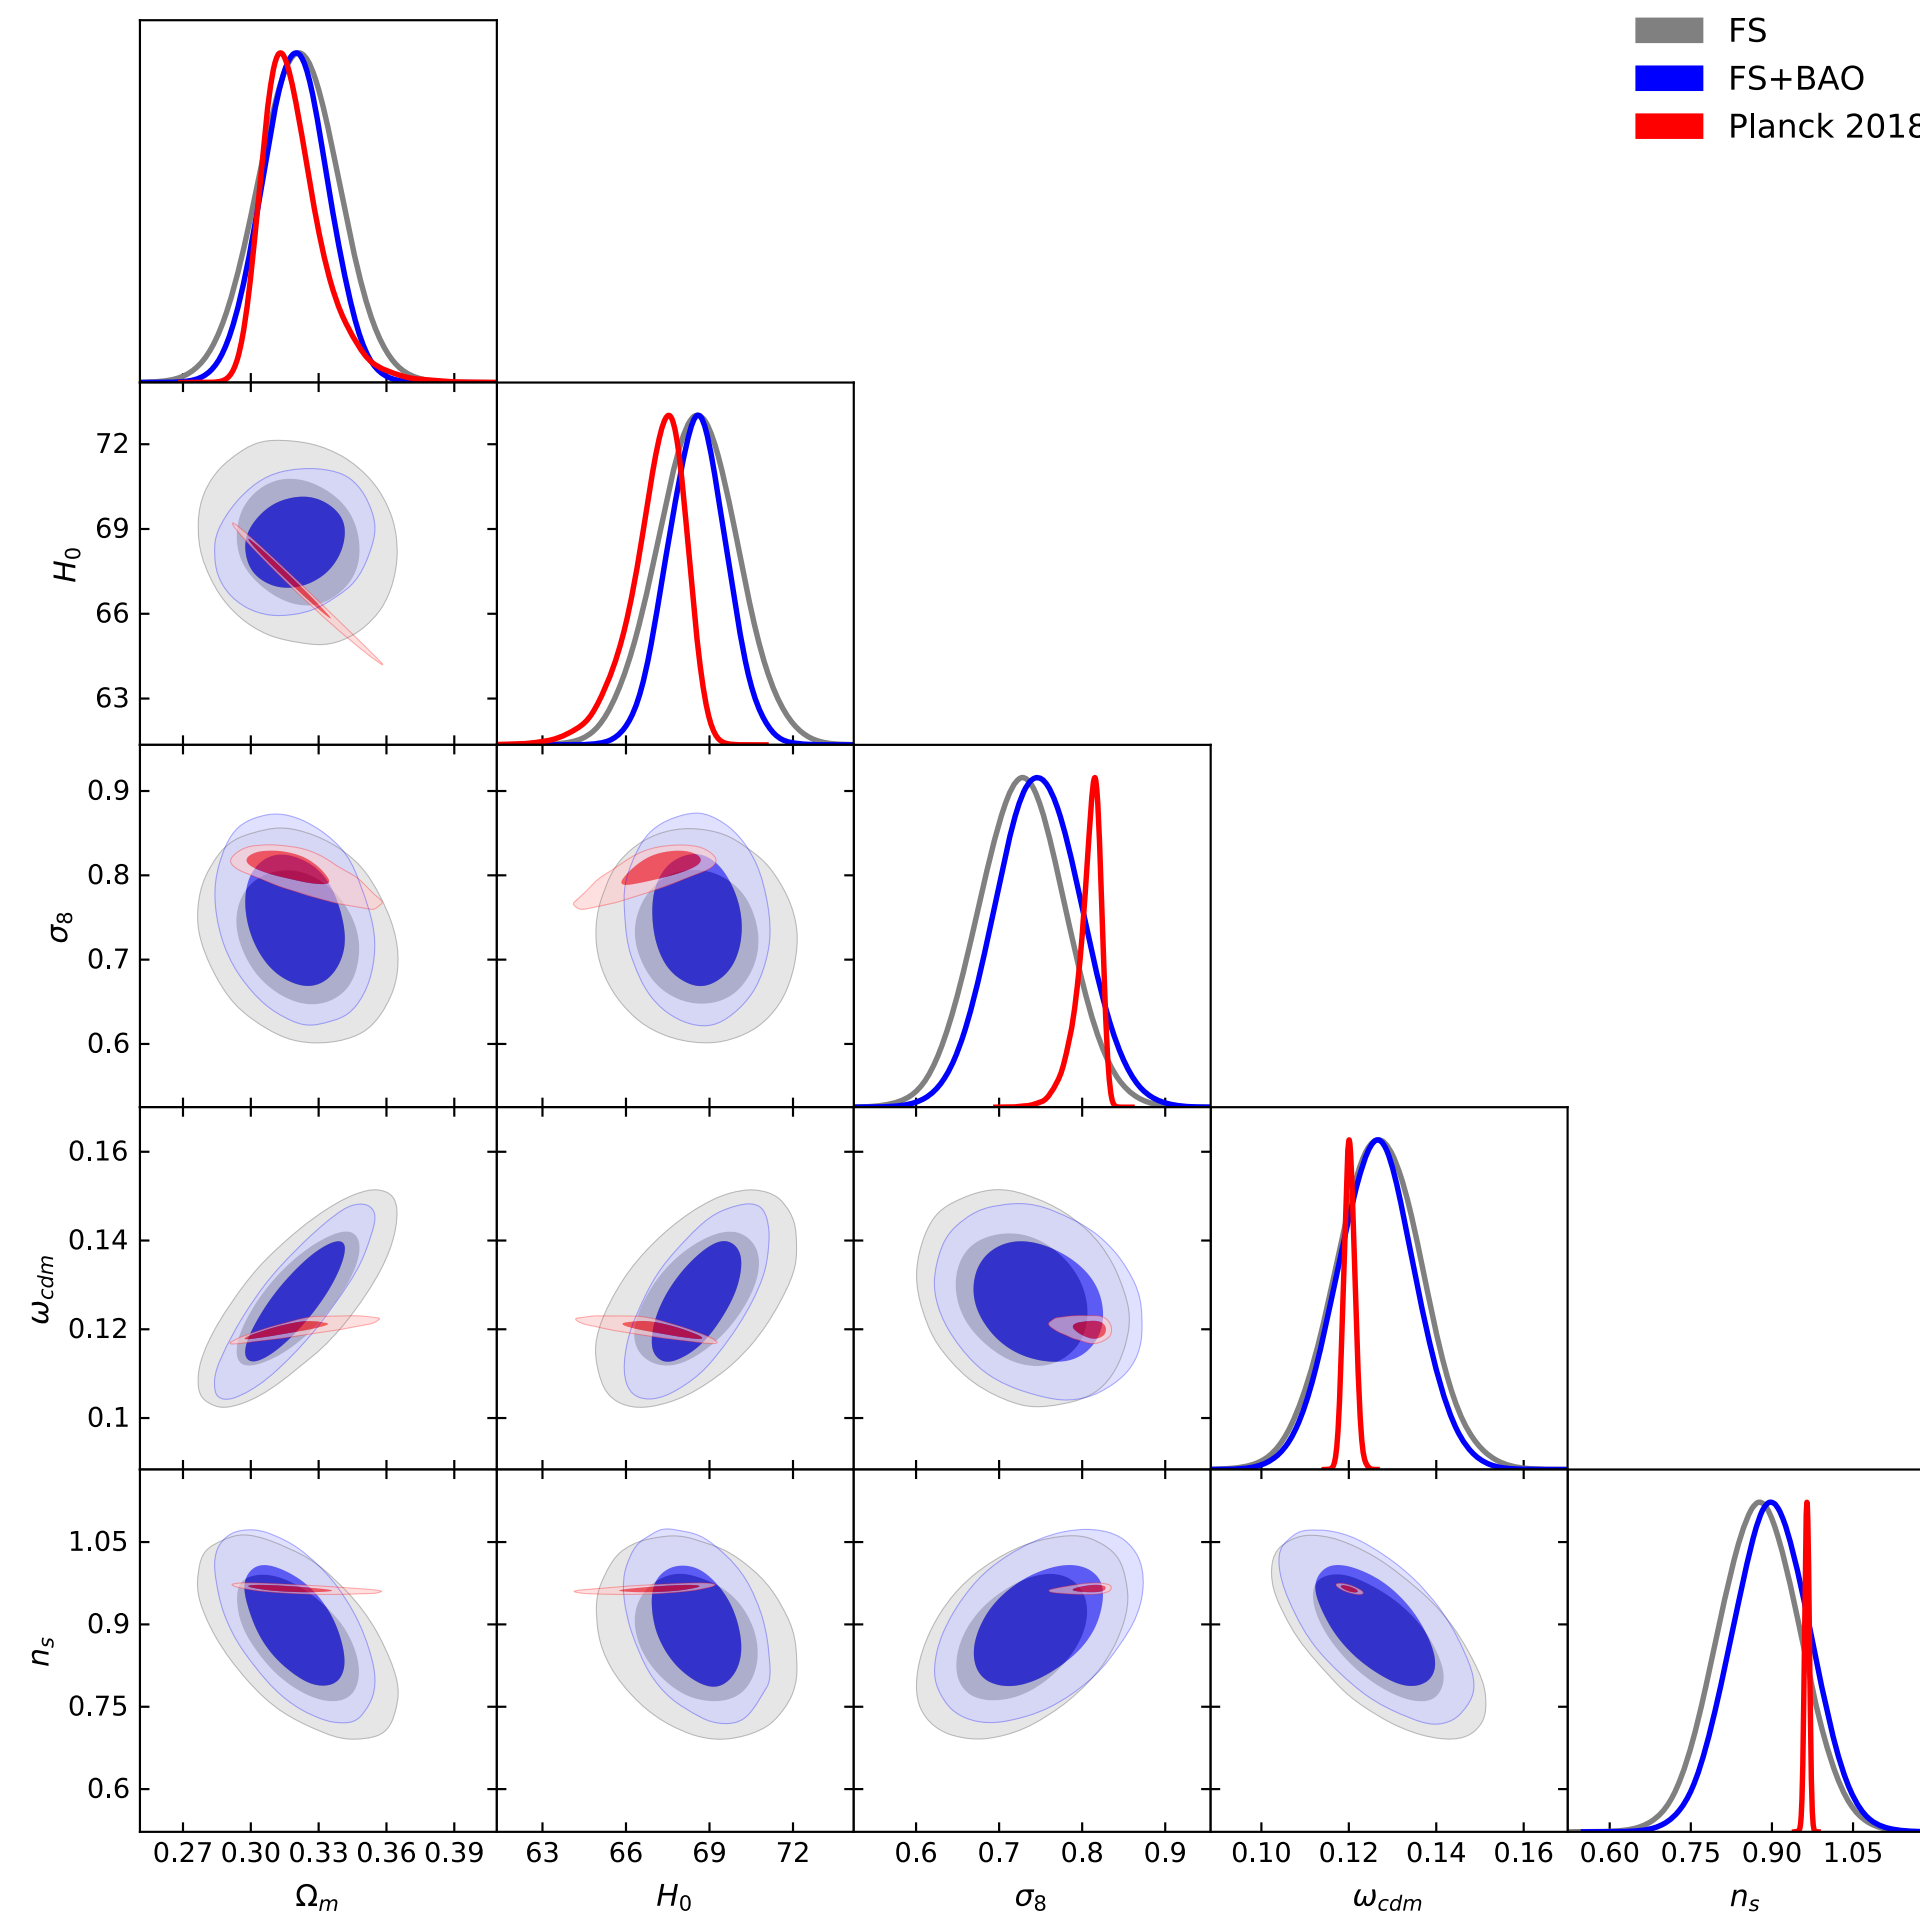 FS
FS+BAO
Planck 2018
72
69
66
63
H0
0.9
0.8
0.7
0.6
σ8
0.16
0.14
0.12
0.1
ωcdm
1.05
0.9
0.75
0.6
ns
0.27 0.30 0.33 0.36 0.39 63 66 69 72 0.6 0.7 0.8 0.9 0.10 0.12 0.14 0.16 0.60 0.75 0.90 1.05
Ωm H0 σ8 ωcdm ns